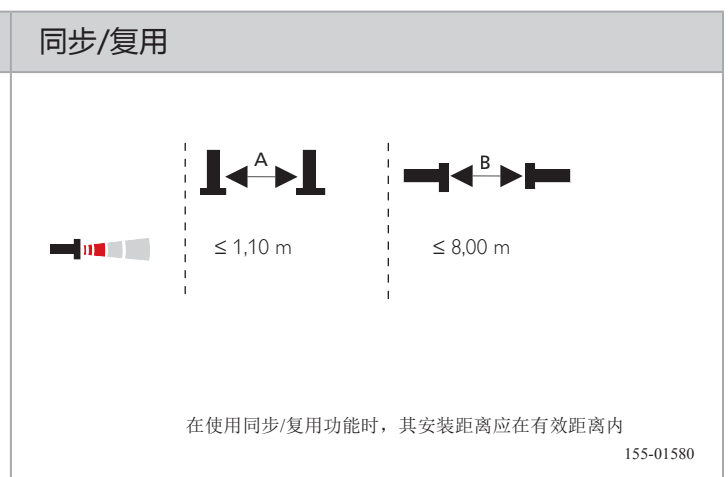 同步/复用
A
B
≤ 1,10 m
≤ 8,00 m
在使用同步/复用功能时，其安装距离应在有效距离内
155-01580